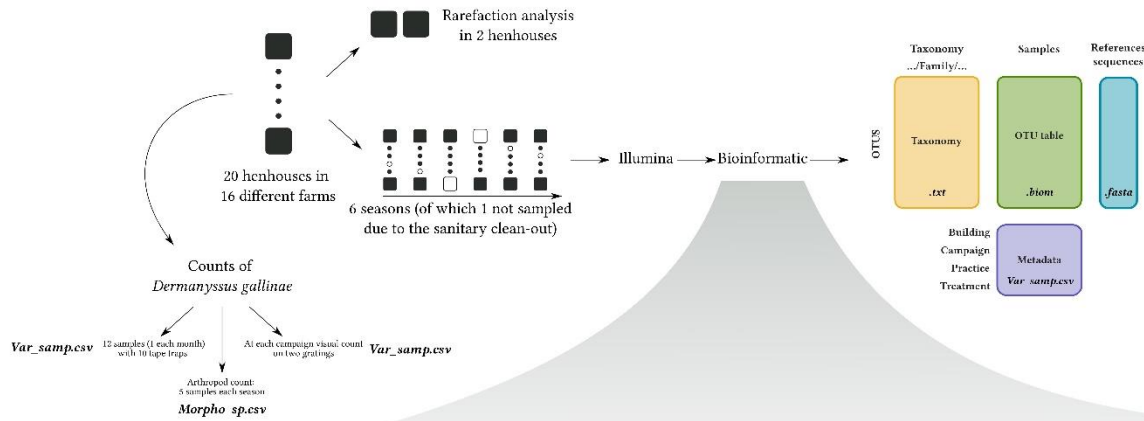 Rarefaction analysis
in 2 henhouses
20 henhouses in
16 different farms
6 seasons (of which 1 not sampled
due to the sanitary clean-out)
Illumina
Bioinformatic
Taxonomy
.../Family/...
Samples
References
sequences
OTUS
Taxonomy
.txt
OTU table
.biom
.fasta
Building
Campaign
Practice
Treatment
Metadata
Var_samp.csv
Counts of
Dermanyssus gallinae
Var_samp.csv
12 samples (1 each month)
with 10 tape traps
At each campaign visual count
on two gratings
Var_samp.csv
Arthropod count:
5 samples each season
Morpho_sp.csv